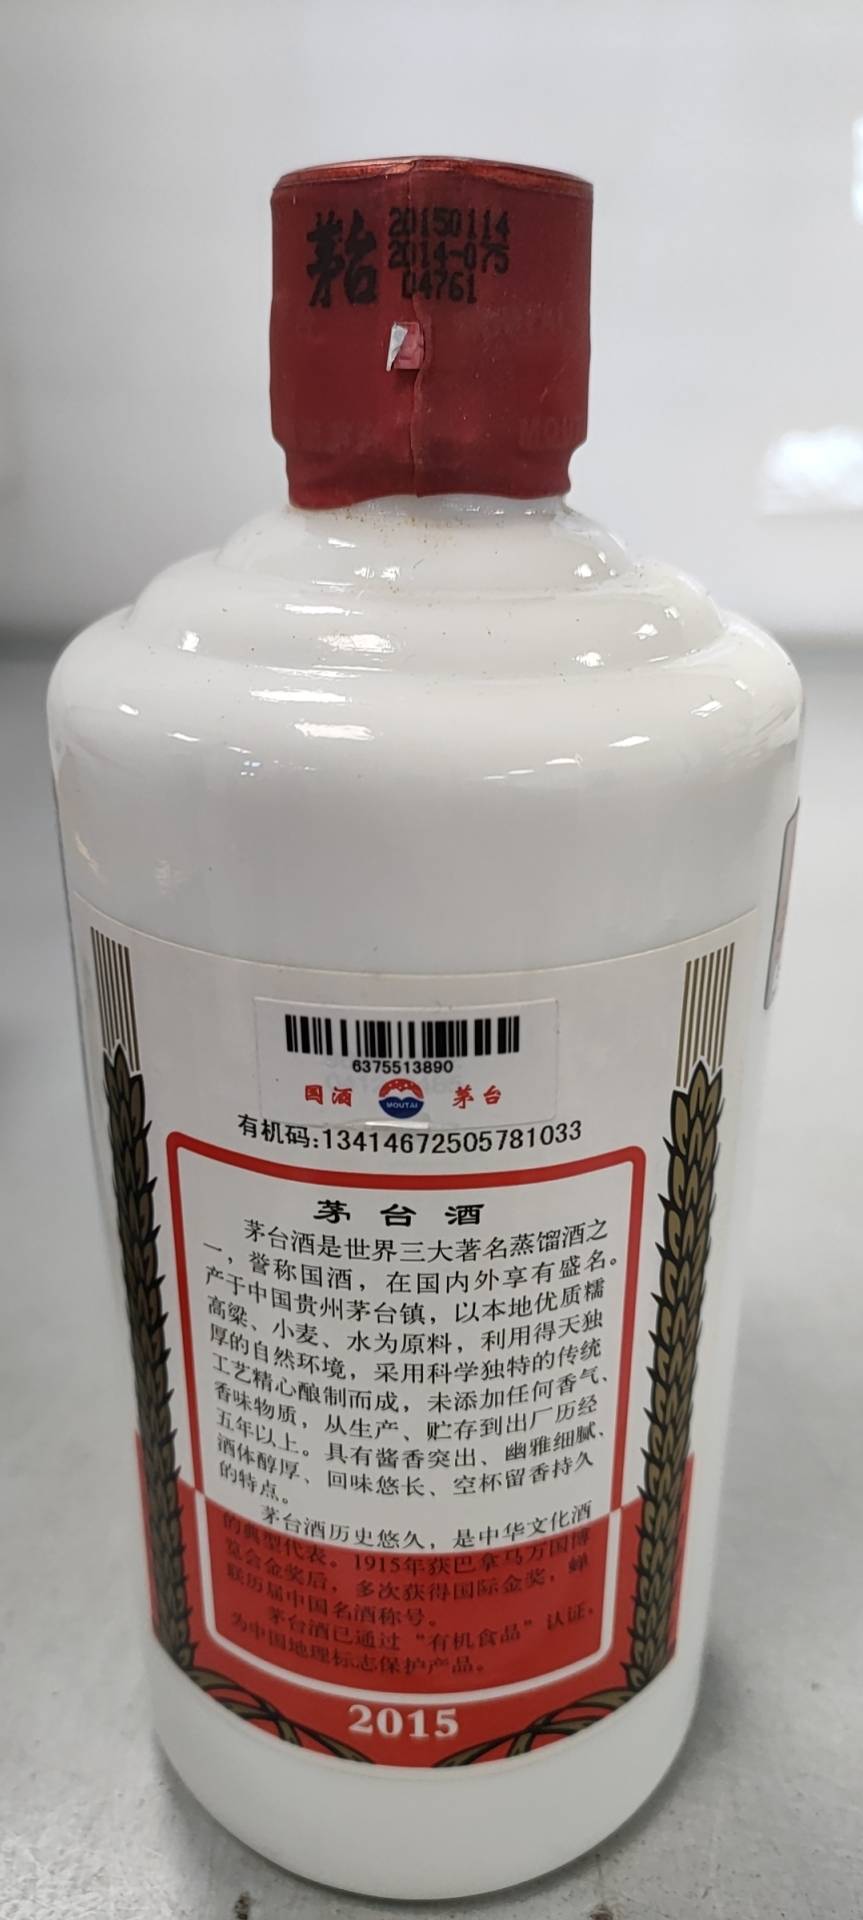 茅台
20150114
2014-075
04761
MOU
6375513890
国酒 MOUTAI 茅台
有机码:13414672505781033
茅台酒
茅台酒是世界三大著名蒸馏酒之
一，誉称国酒，在国内外享有盛名。
产于中国贵州茅台镇，以本地优质糯
高粱、小麦、水为原料，利用得天独
厚的自然环境，采用科学独特的传统
工艺精心酿制而成，未添加任何香气、
香味物质，从生产、贮存到出厂历经
五年以上。具有酱香突出、幽雅细腻、
酒体醇厚、回味悠长、空杯留香持久
的特点。
茅台酒历史悠久，是中华文化酒
的典型代表。1915年获巴拿马万国博
览会金奖后，多次获得国际金奖，蝉
联历届中国名酒称号。
茅台酒已通过“有机食品”认证，
为中国地理标志保护产品。
2015